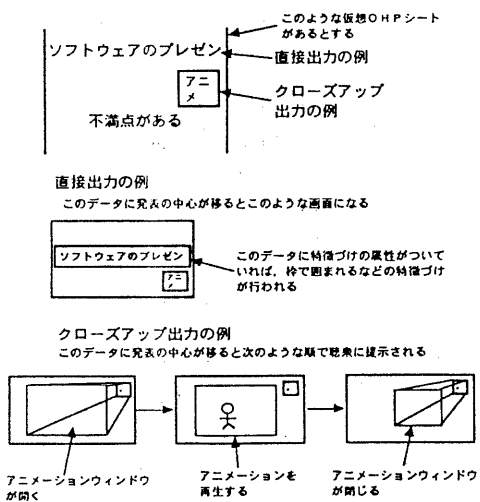 このような仮想OHPシート
があるとする
ソフトウェアのプレゼン
直接出力の例
アニ
メ
クローズアップ
出力の例
不満点がある
直接出力の例
このデータに発表の中心が移るとこのような画面になる
ソフトウェアのプレゼン
アニ
メ
このデータに特徴づけの属性がついて
いれば，枠で囲まれるなどの特徴づけ
が行われる
クローズアップ出力の例
このデータに発表の中心が移ると次のような順で聴衆に提示される
アニメーションウィンドウ
が開く
アニメーションを
再生する
アニメーションウィンドウ
が閉じる